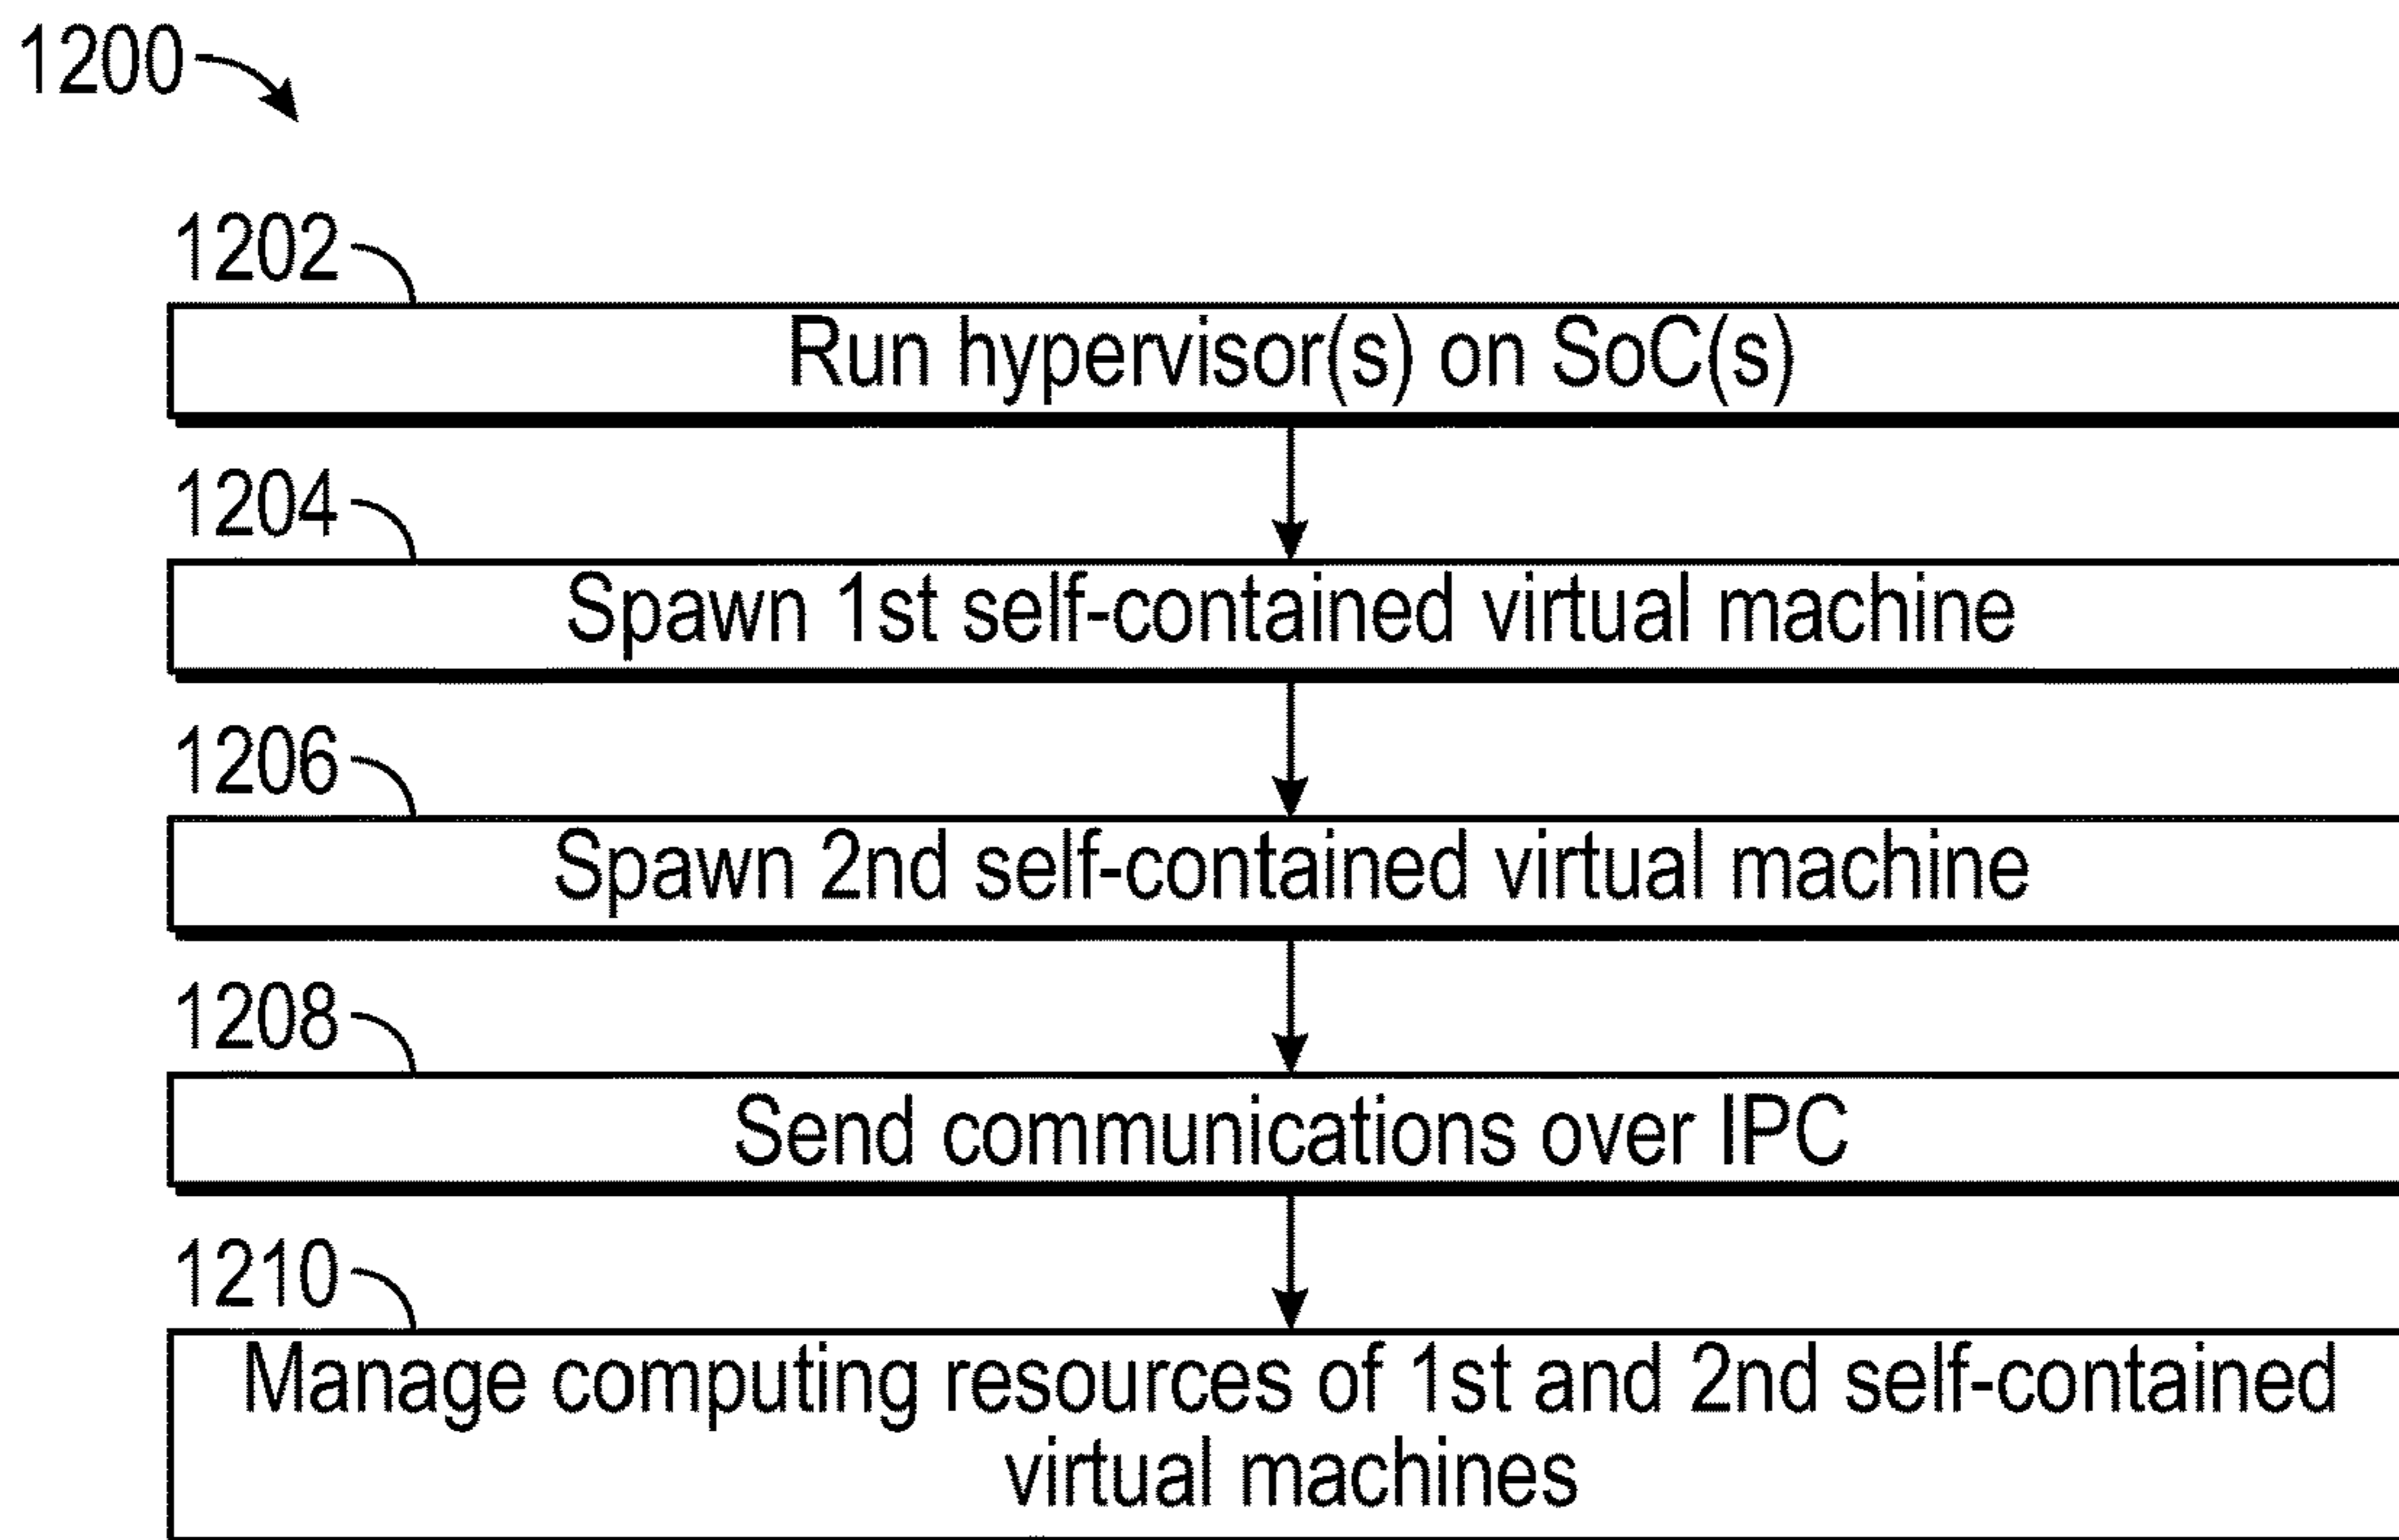 1200
1202
Run hypervisor(s) on SoC(s)
1204
Spawn 1st self-contained virtual machine
1206
Spawn 2nd self-contained virtual machine
1208
Send communications over IPC
1210
Manage computing resources of 1st and 2nd self-contained
virtual machines